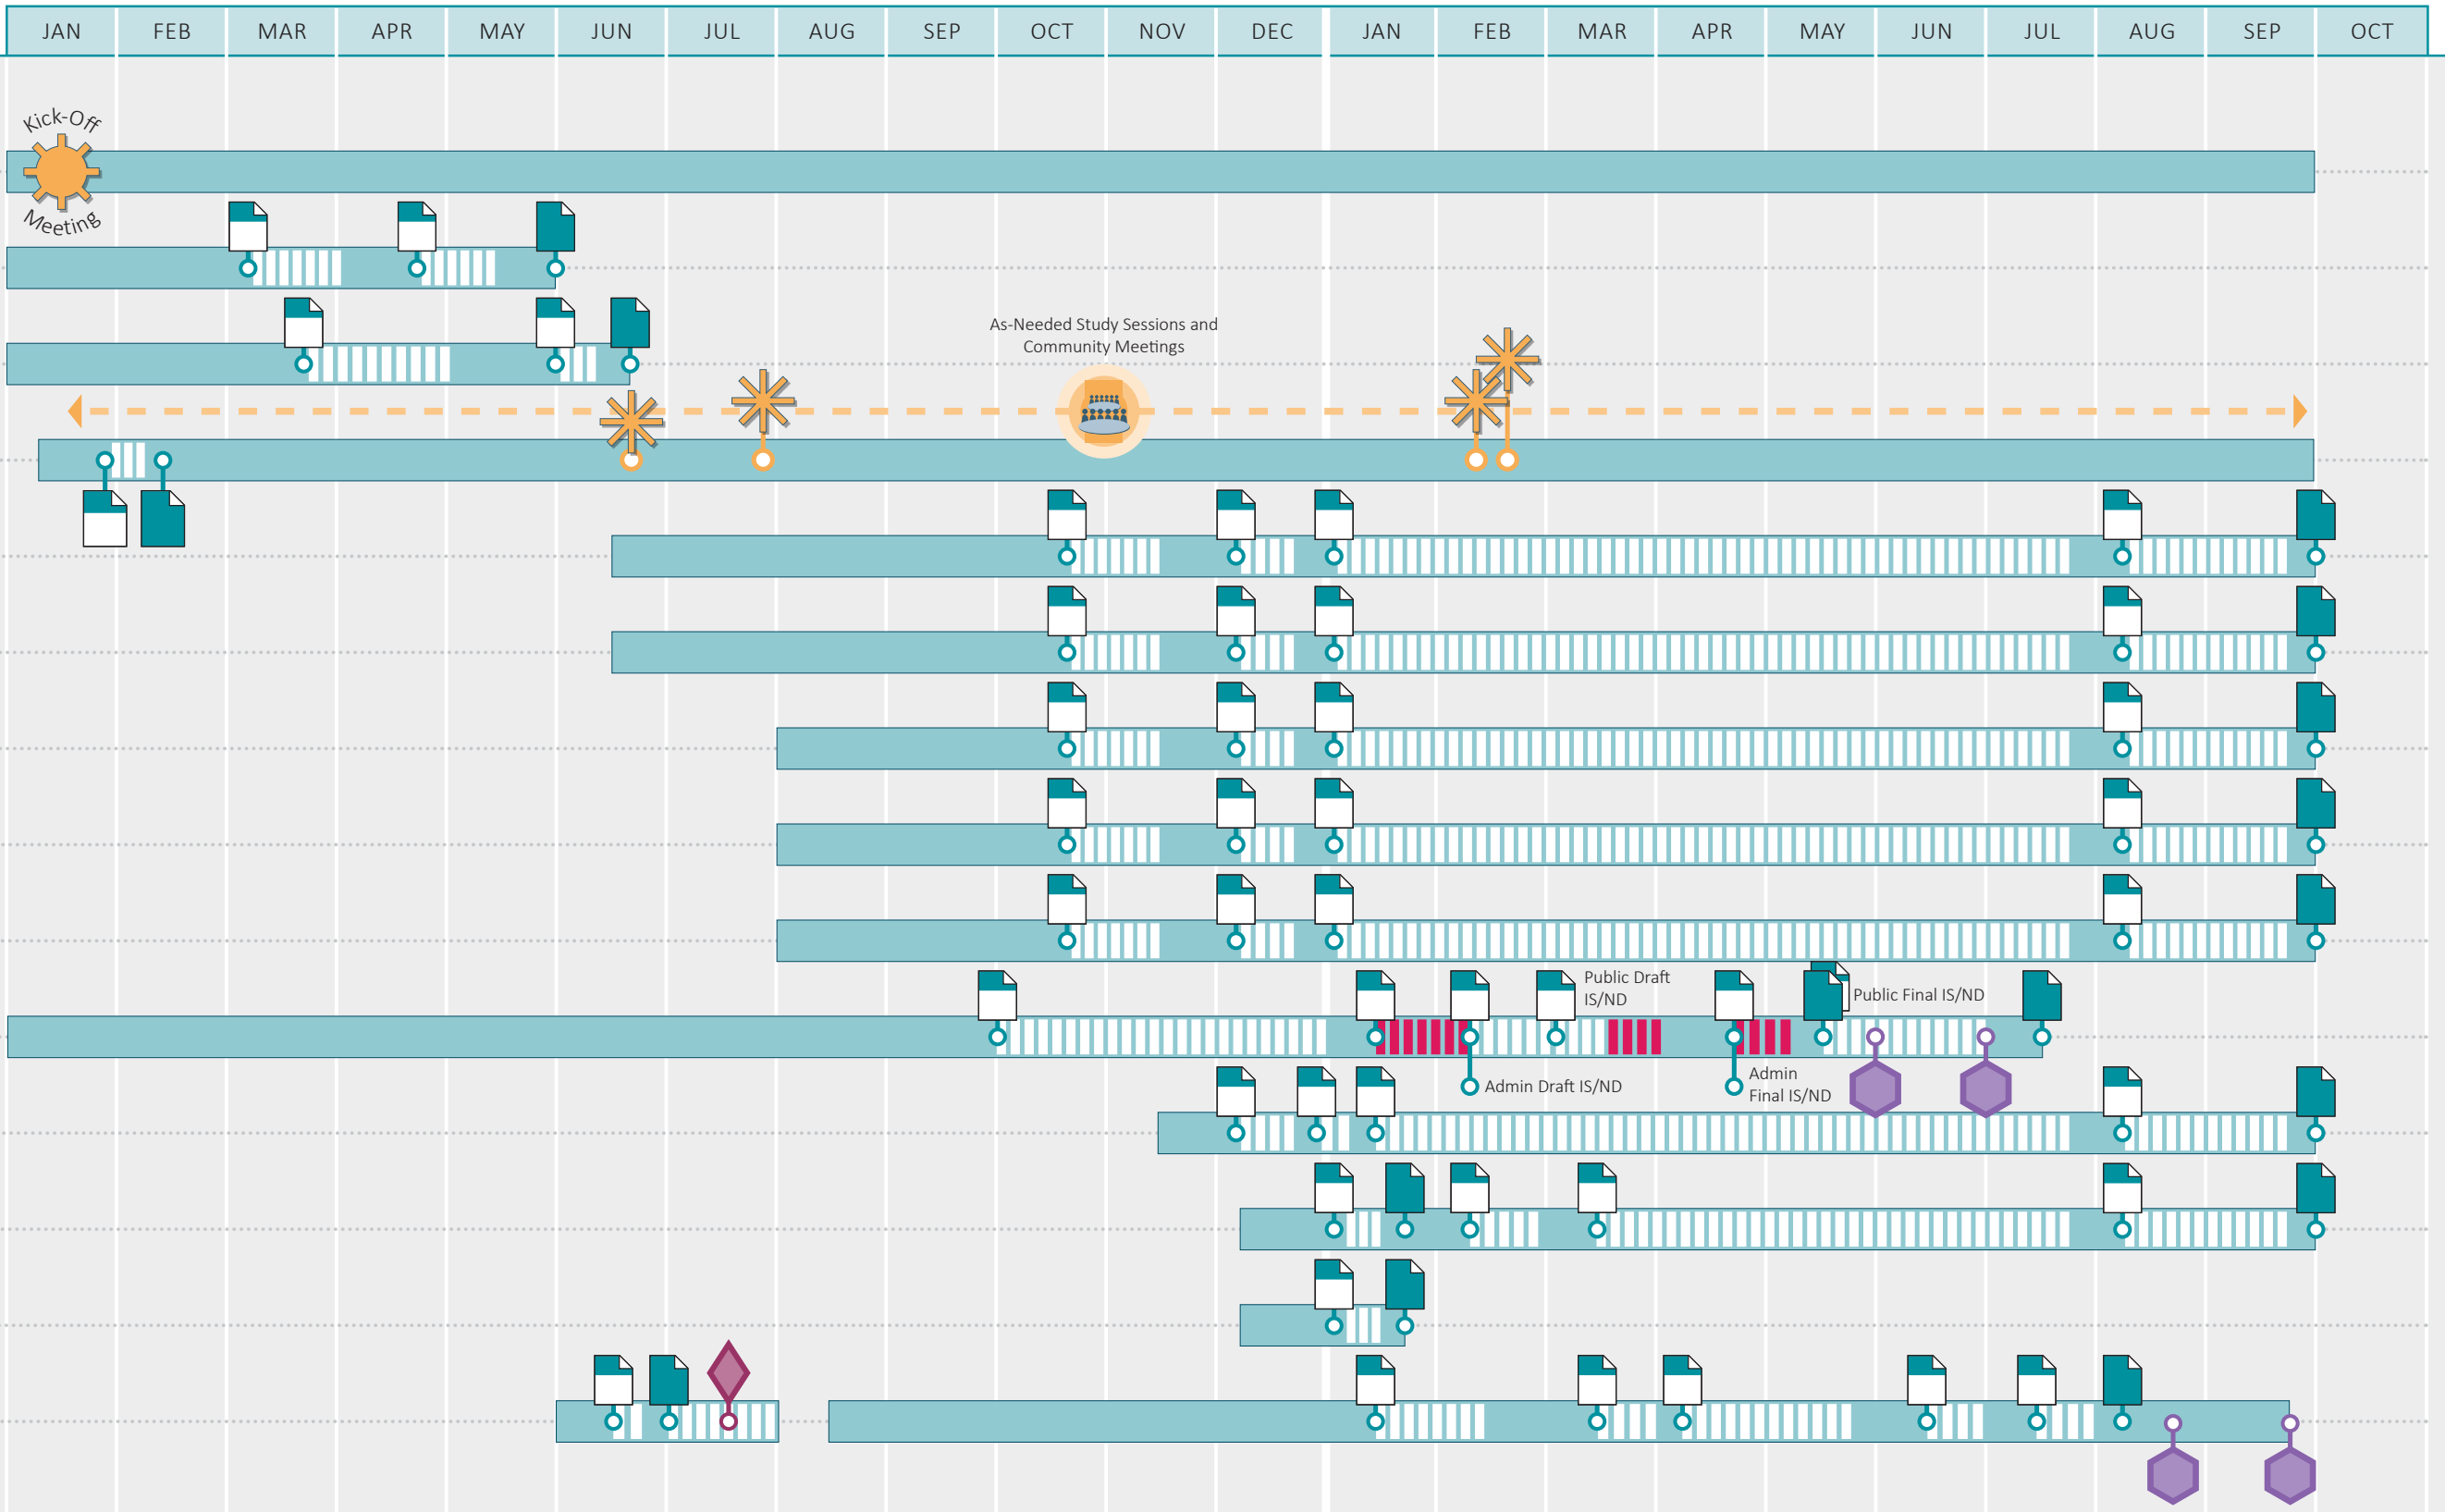 JAN FEB MAR APR MAY JUN JUL AUG SEP OCT NOV DEC JAN FEB MAR APR MAY JUN JUL AUG SEP OCT
Kick-Off
Meeting
As-Needed Study Sessions and
Community Meetings
Public Draft
IS/ND
Public Final IS/ND
Admin Draft IS/ND
Admin
Final IS/ND